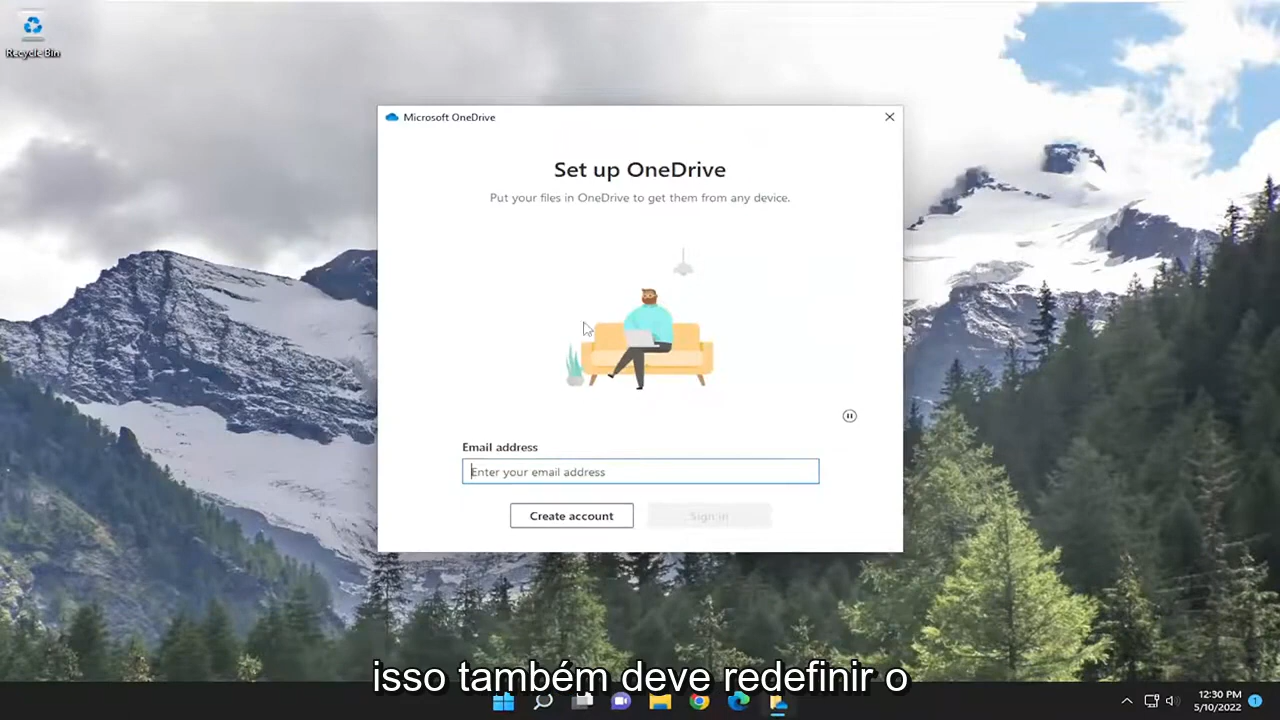 Recycle Bin
Microsoft OneDrive
Set up OneDrive
Put your files in OneDrive to get them from any device.
Email address
Enter your email address
Create account
Sign in
isso também deve redefinir o
12:30 PM
5/10/2022
1